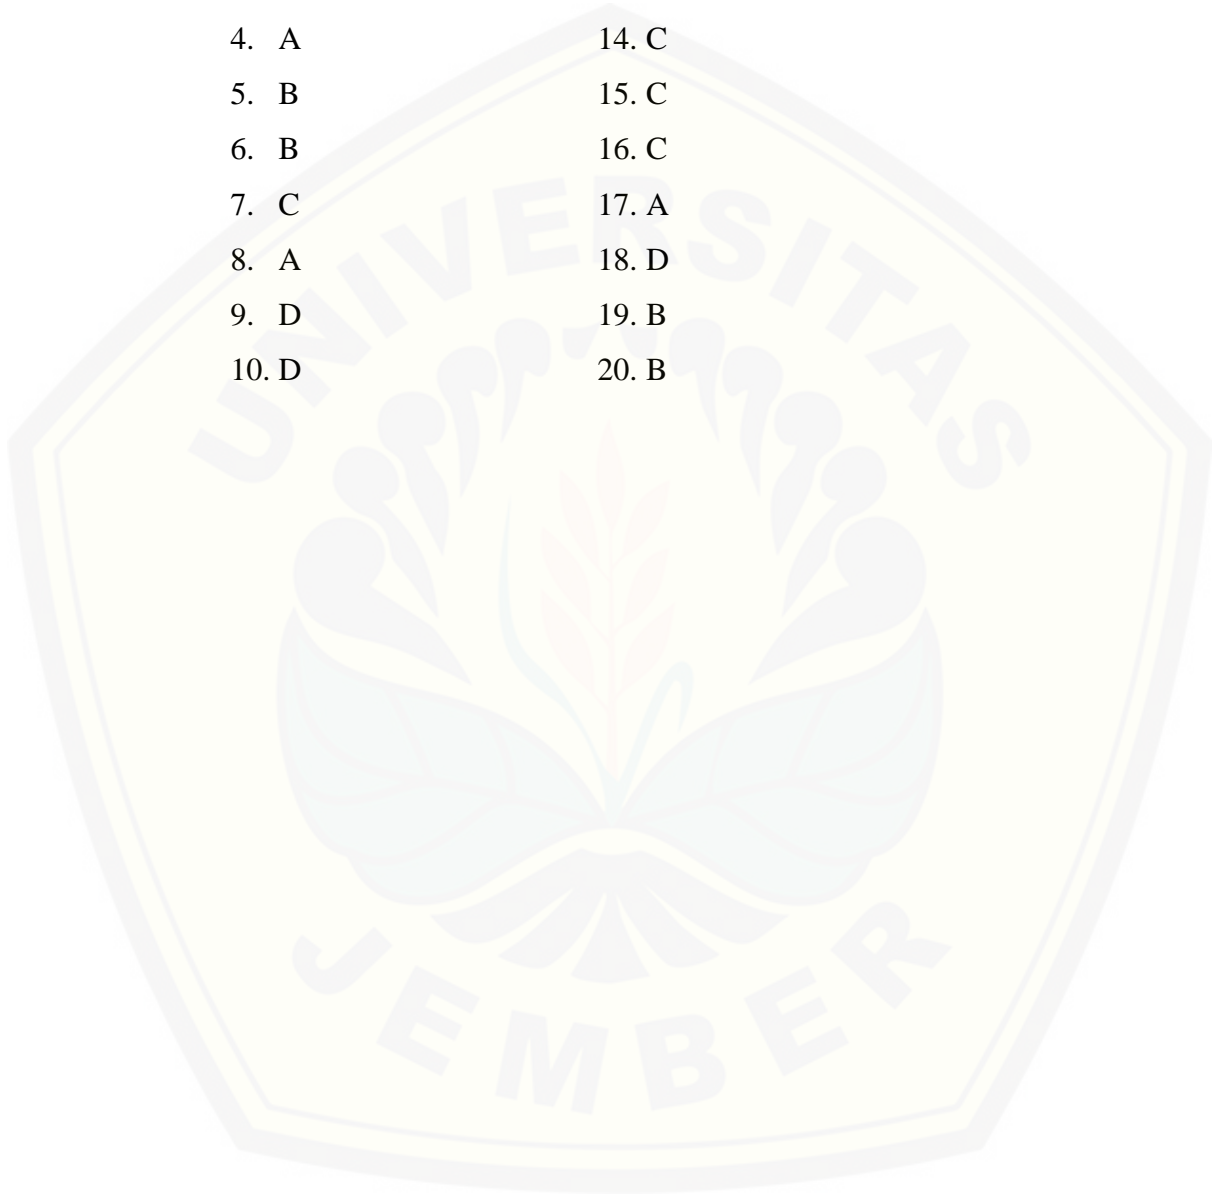 4. A
5. B
6. B
7. C
8. A
9. D
10. D
14. C
15. C
16. C
17. A
18. D
19. B
20. B
UNIVERSITAS
JEMBER